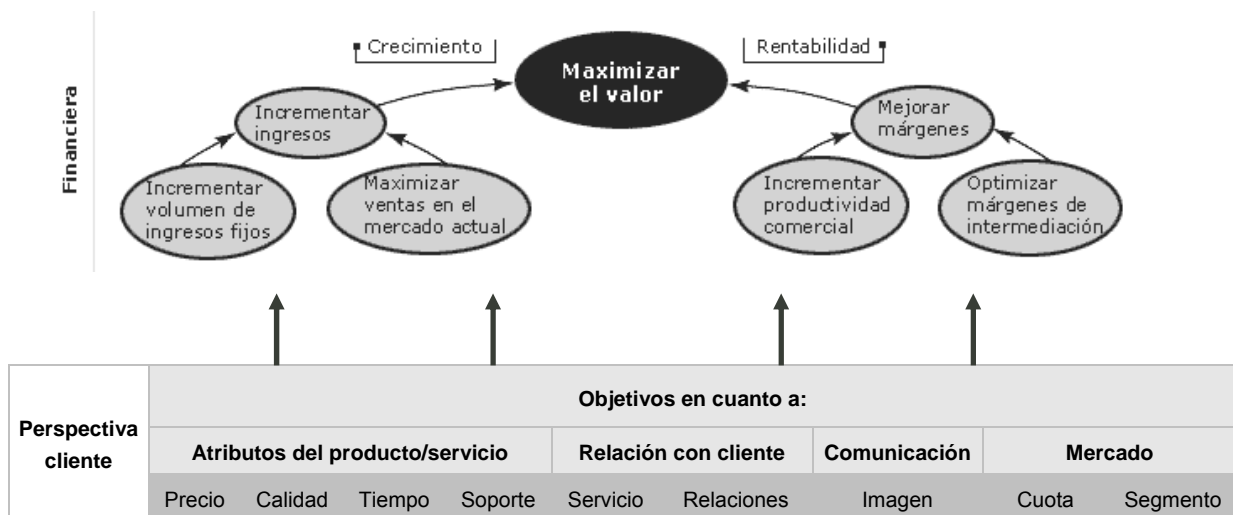 Financiera
Crecimiento
Rentabilidad
Maximizar
el valor
Incrementar
ingresos
Mejorar
márgenes
Incrementar
volumen de
ingresos fijos
Maximizar
ventas en el
mercado actual
Incrementar
productividad
comercial
Optimizar
márgenes de
intermediación
Perspectiva
cliente
Objetivos en cuanto a:
Atributos del producto/servicio Relación con cliente Comunicación Mercado
Precio Calidad Tiempo Soporte Servicio Relaciones Imagen Cuota Segmento